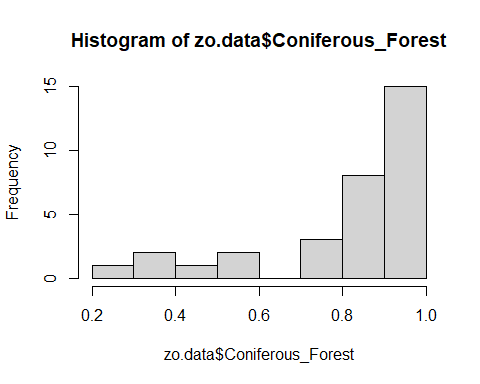 Histogram of zo.data$Coniferous_Forest
Frequency
15
10
5
0
0.2 0.4 0.6 0.8 1.0
zo.data$Coniferous_Forest